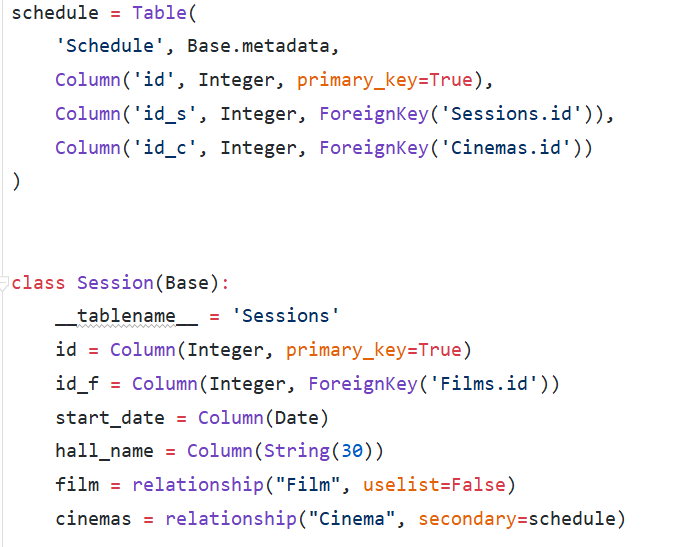 schedule = Table(
    'Schedule', Base.metadata,
    Column('id', Integer, primary_key=True),
    Column('id_s', Integer, ForeignKey('Sessions.id')),
    Column('id_c', Integer, ForeignKey('Cinemas.id'))
)
class Session(Base):
    __tablename__ = 'Sessions'
    id = Column(Integer, primary_key=True)
    id_f = Column(Integer, ForeignKey('Films.id'))
    start_date = Column(Date)
    hall_name = Column(String(30))
    film = relationship("Film", uselist=False)
    cinemas = relationship("Cinema", secondary=schedule)